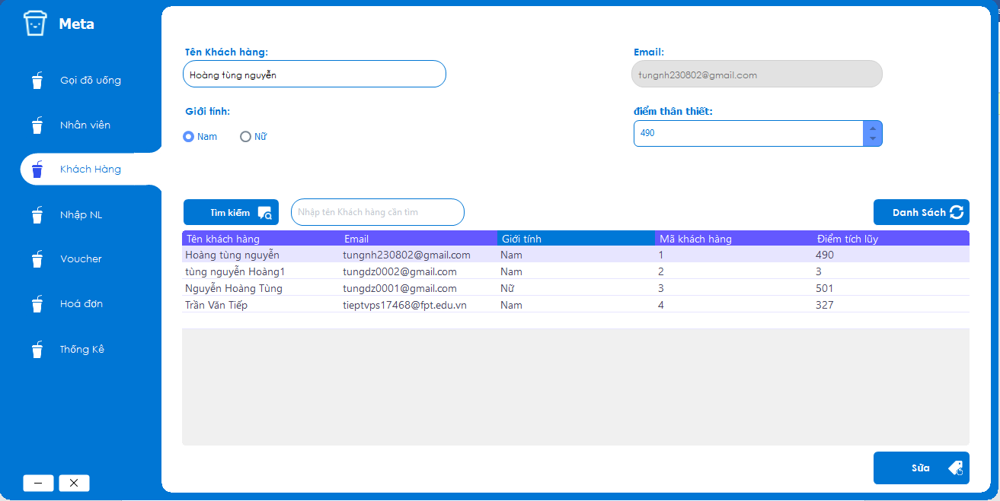 Meta
Gọi đồ uống
Nhân viên
Khách Hàng
Nhập NL
Voucher
Hoá đơn
Thống Kê
Tên Khách hàng:
Hoàng tùng nguyễn
Email:
tungnh230802@gmail.com
Giới tính:
Nam Nữ
điểm thân thiết:
490
Tìm kiếm Nhập tên Khách hàng cần tìm Danh Sách
Tên khách hàng Email Giới tính Mã khách hàng Điểm tích lũy
Hoàng tùng nguyễn tungnh230802@gmail.com Nam 1 490
tùng nguyễn Hoàng1 tungdz0002@gmail.com Nam 2 3
Nguyễn Hoàng Tùng tungdz0001@gmail.com Nữ 3 501
Trần Văn Tiếp tieptvps17468@fpt.edu.vn Nam 4 327
Sửa